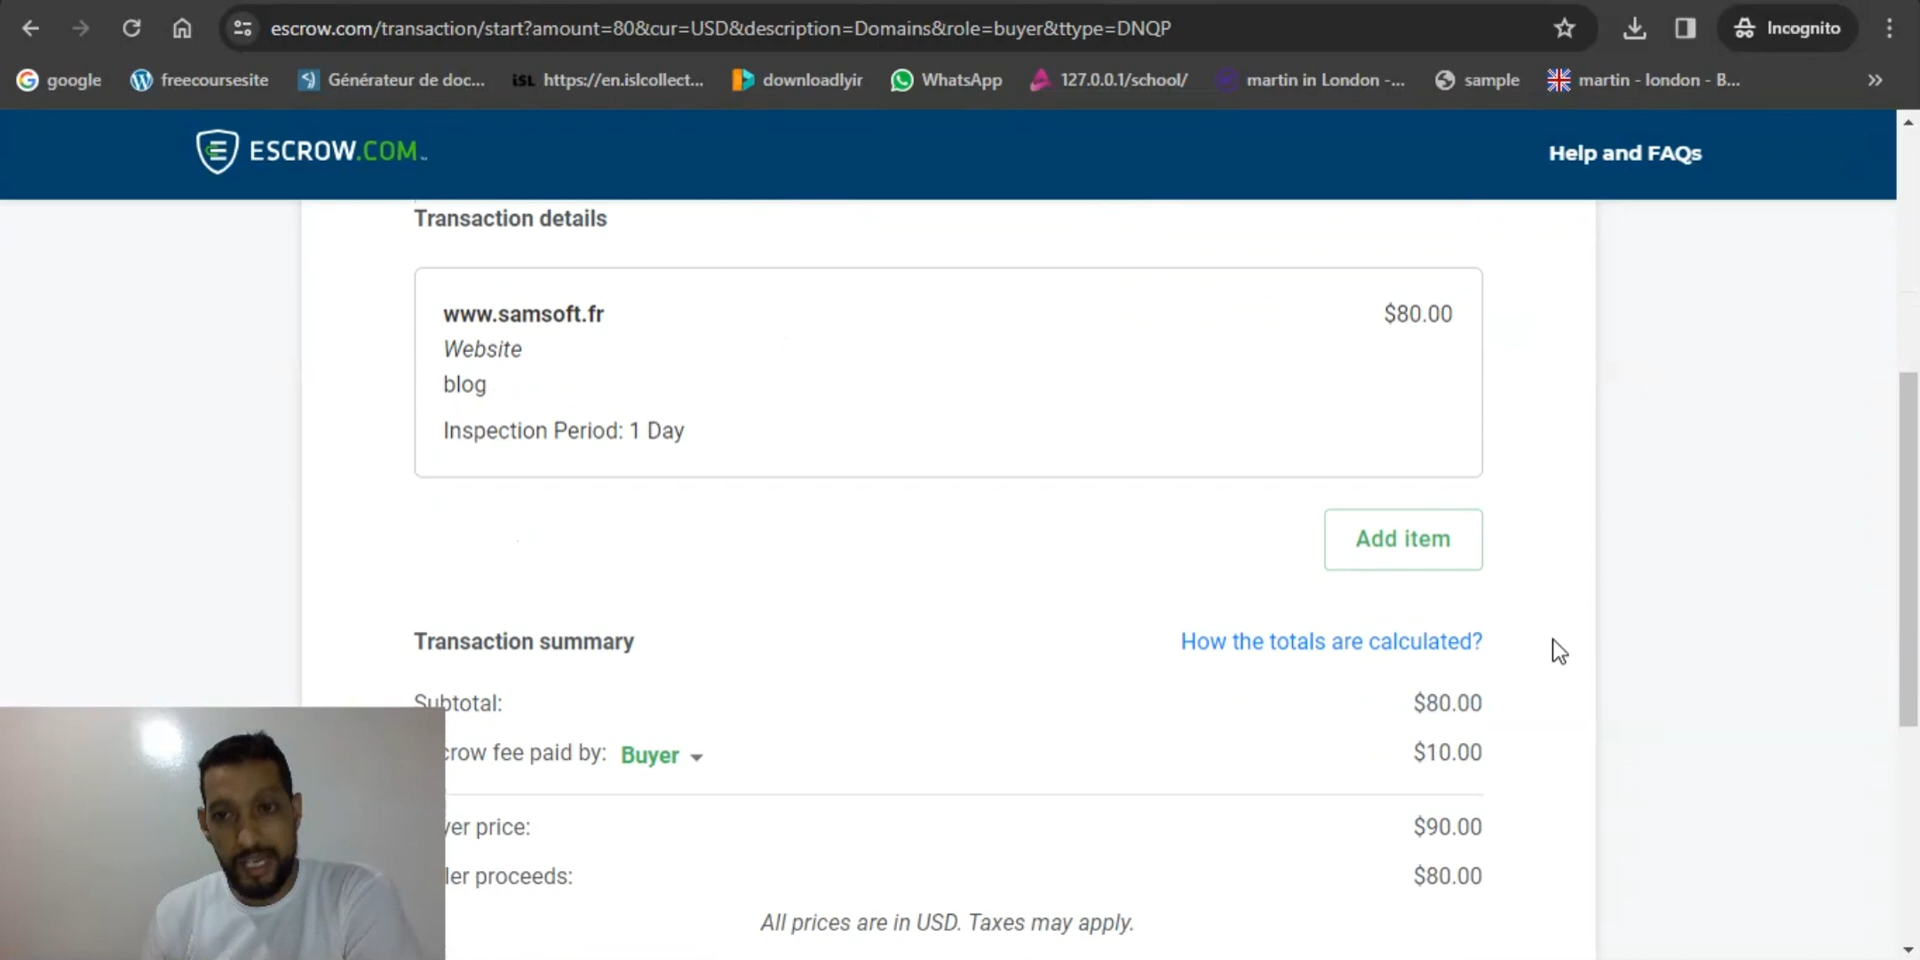 escrow.com/transaction/start?amount=80&cur=USD&description=Domains&role=buyer&ttype=DNQP
Incognito
google
freecoursesite
Générateur de doc...
iSL https://en.islcollect...
downloadlyir
WhatsApp
127.0.0.1/school/
martin in London -...
sample
martin - london - B...
ESCROW.COM
Help and FAQs
Transaction details
www.samsoft.fr $80.00
Website
blog
Inspection Period: 1 Day
Add item
Transaction summary How the totals are calculated?
Subtotal: $80.00
crow fee paid by: Buyer $10.00
yer price: $90.00
ler proceeds: $80.00
All prices are in USD. Taxes may apply.